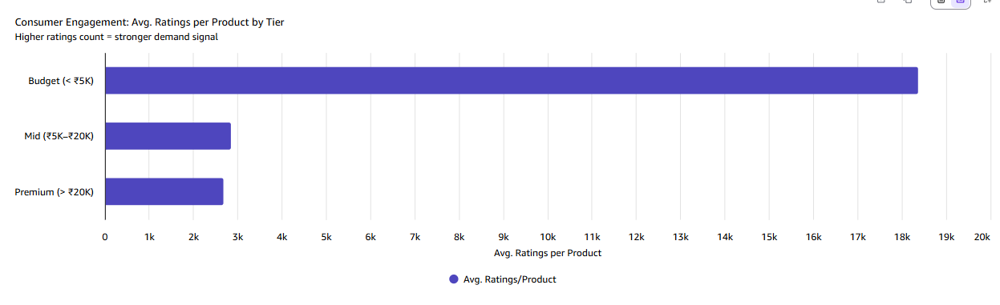 Consumer Engagement: Avg. Ratings per Product by Tier
Higher ratings count = stronger demand signal
Budget (< ₹5K)
Mid (₹5K–₹20K)
Premium (> ₹20K)
0 1k 2k 3k 4k 5k 6k 7k 8k 9k 10k 11k 12k 13k 14k 15k 16k 17k 18k 19k 20k
Avg. Ratings per Product
Avg. Ratings/Product